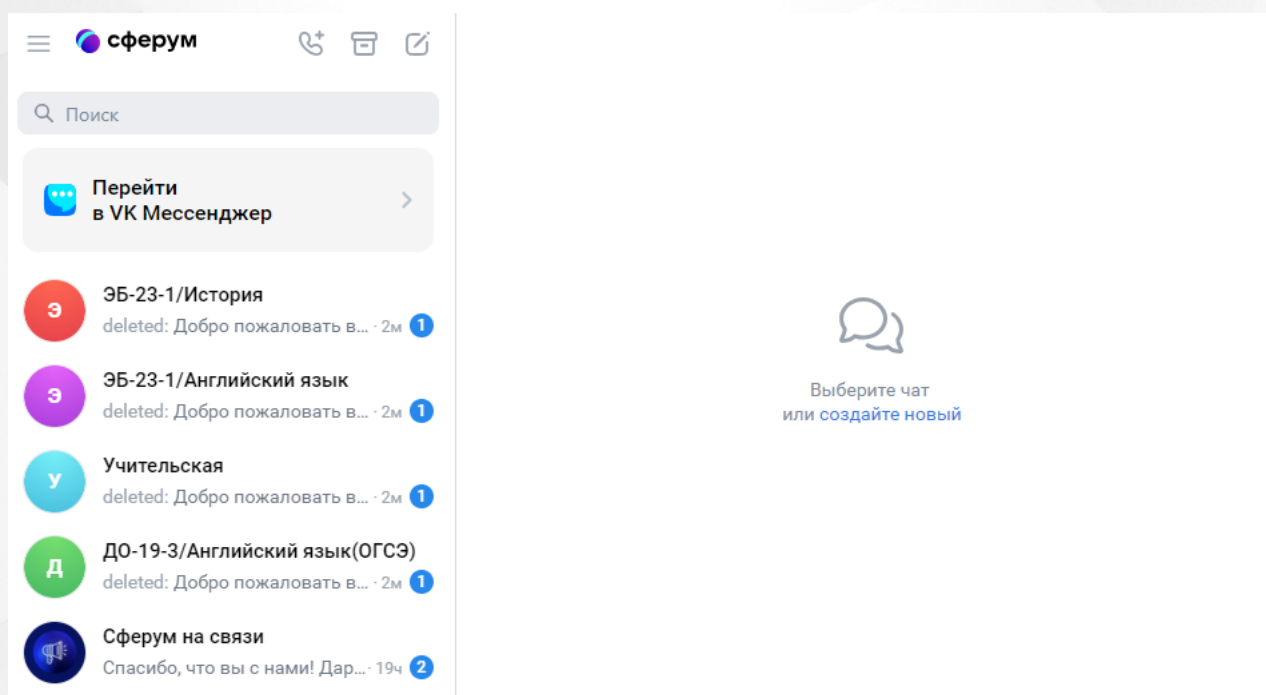 сферум
Поиск
Перейти
в VK Мессенджер
Э
ЭБ-23-1/История
deleted: Добро пожаловать в... · 2м 1
Э
ЭБ-23-1/Английский язык
deleted: Добро пожаловать в... · 2м 1
У
Учительская
deleted: Добро пожаловать в... · 2м 1
Д
ДО-19-3/Английский язык(ОГСЭ)
deleted: Добро пожаловать в... · 2м 1
Сферум на связи
Спасибо, что вы с нами! Дар... · 19ч 2
Выберите чат
или создайте новый